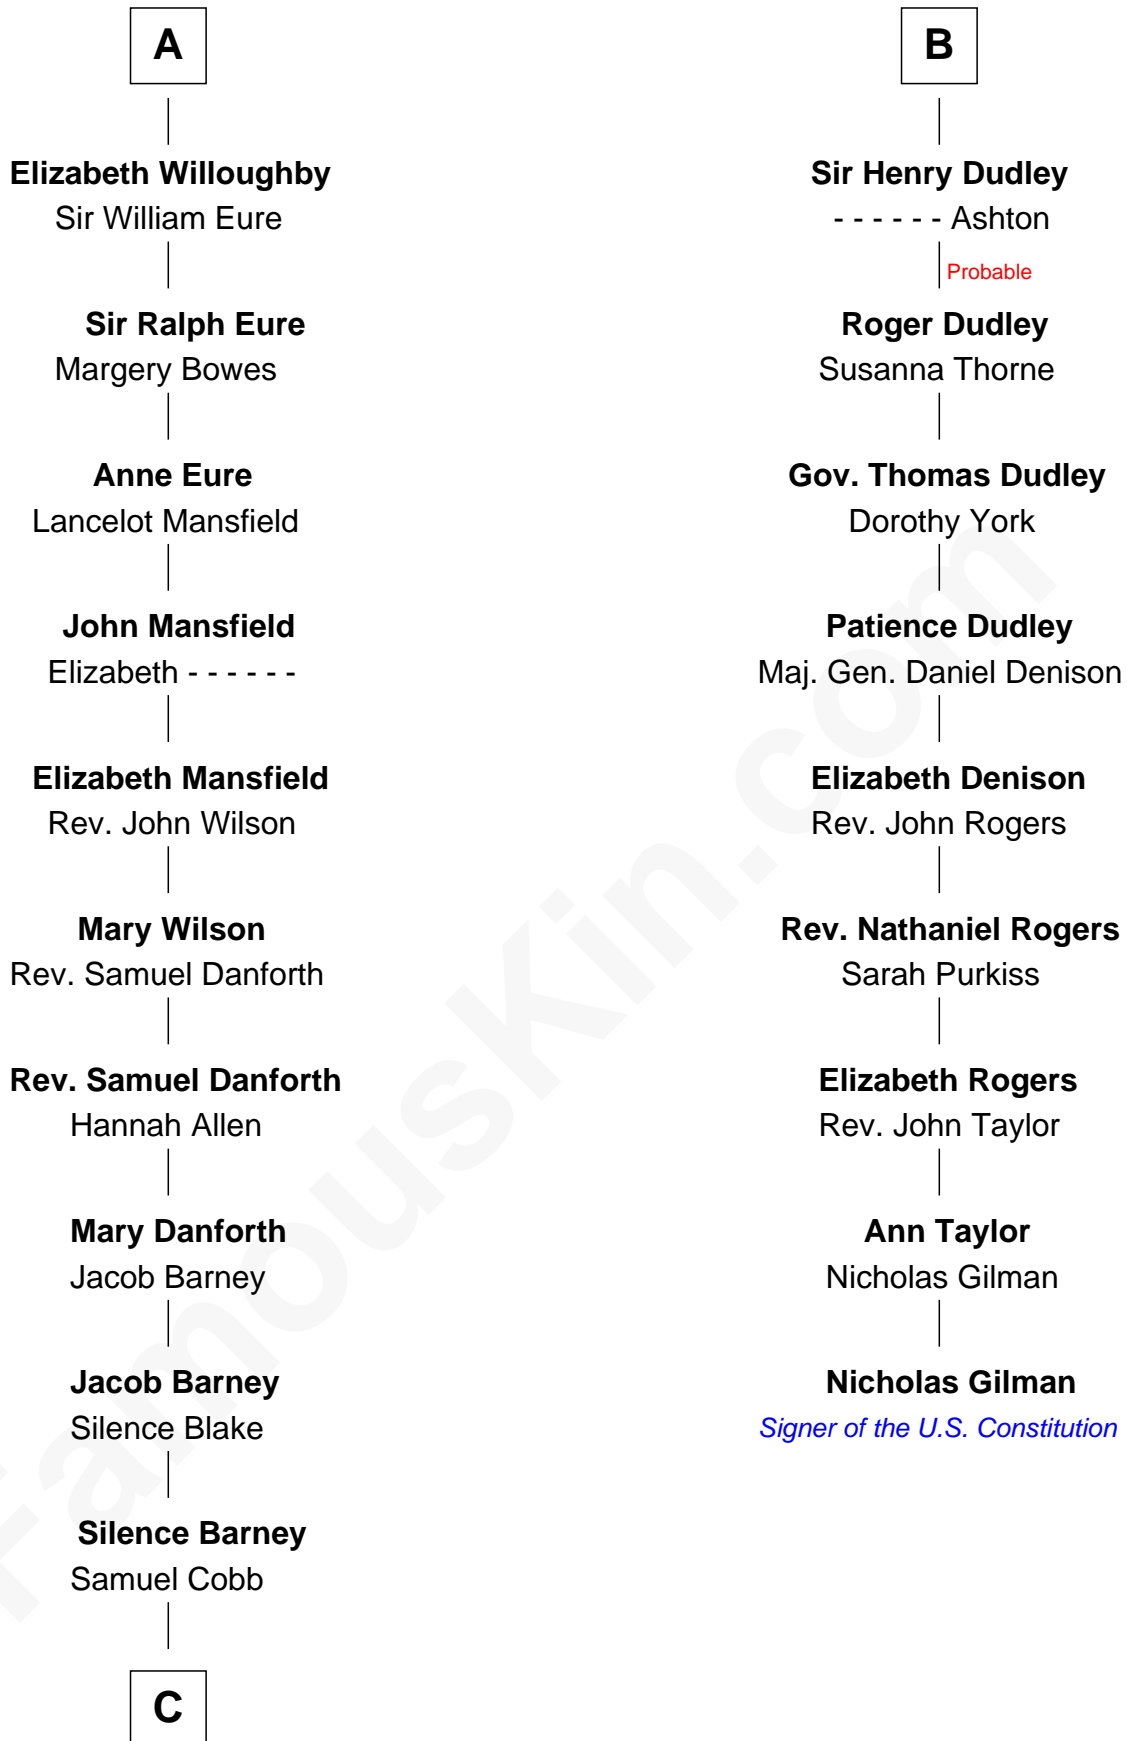 A
Elizabeth Willoughby
Sir William Eure
Sir Ralph Eure
Margery Bowes
Anne Eure
Lancelot Mansfield
John Mansfield
Elizabeth - - - - - -
Elizabeth Mansfield
Rev. John Wilson
Mary Wilson
Rev. Samuel Danforth
Rev. Samuel Danforth
Hannah Allen
Mary Danforth
Jacob Barney
Jacob Barney
Silence Blake
Silence Barney
Samuel Cobb
C
B
Sir Henry Dudley
- - - - - - Ashton
Probable
Roger Dudley
Susanna Thorne
Gov. Thomas Dudley
Dorothy York
Patience Dudley
Maj. Gen. Daniel Denison
Elizabeth Denison
Rev. John Rogers
Rev. Nathaniel Rogers
Sarah Purkiss
Elizabeth Rogers
Rev. John Taylor
Ann Taylor
Nicholas Gilman
Nicholas Gilman
Signer of the U.S. Constitution
FamousKin.com